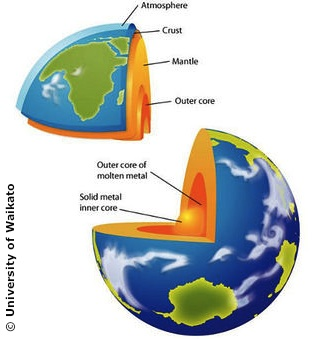 Atmosphere
Crust
Mantle
Outer core
Outer core of
molten metal
Solid metal
inner core
© University of Waikato